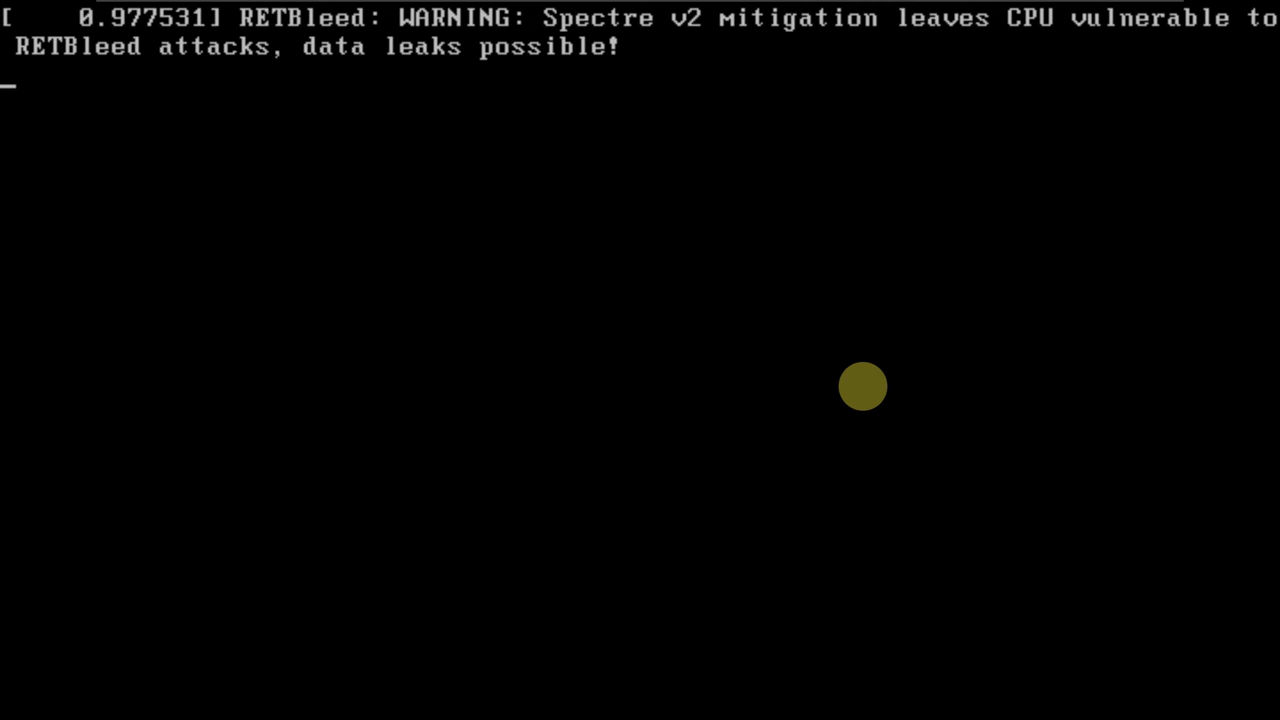 [    0.977531] RETBleed: WARNING: Spectre v2 mitigation leaves CPU vulnerable to
 RETBleed attacks, data leaks possible!